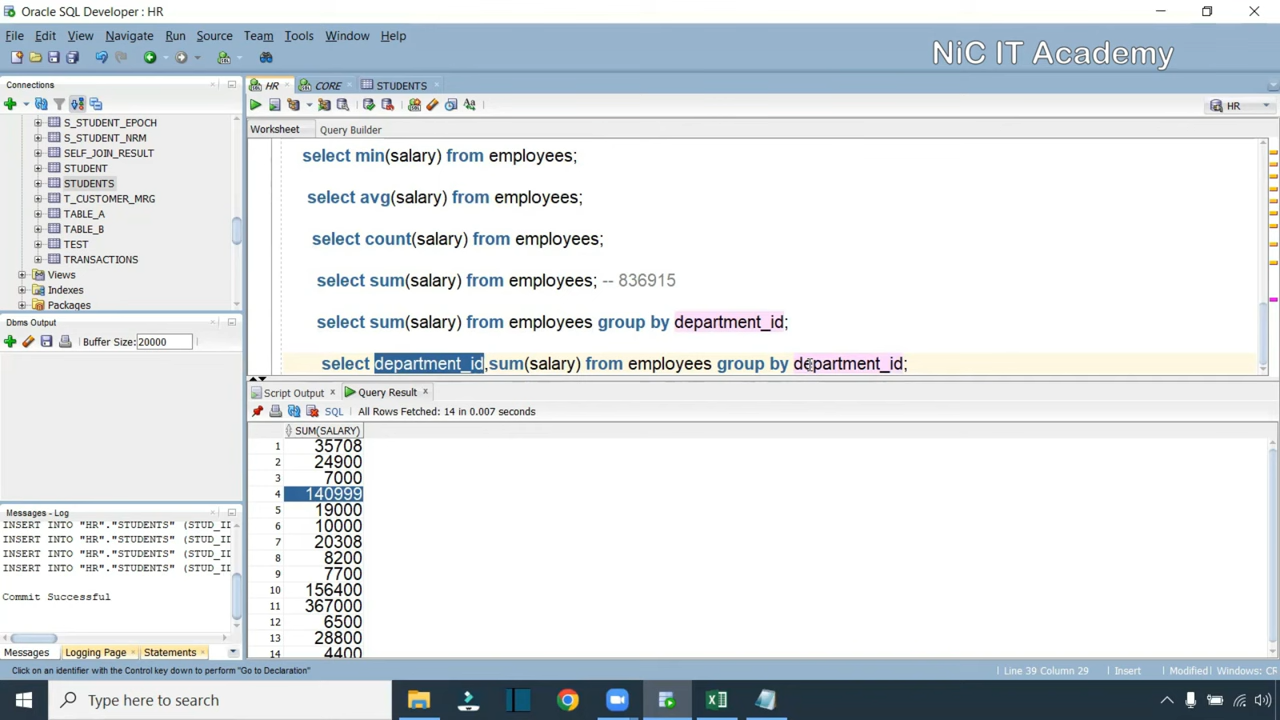 Oracle SQL Developer : HR
File Edit View Navigate Run Source Team Tools Window Help
NiC IT Academy
Connections
HR CORE STUDENTS
S_STUDENT_EPOCH
S_STUDENT_NRM
SELF_JOIN_RESULT
STUDENT
STUDENTS
T_CUSTOMER_MRG
TABLE_A
TABLE_B
TEST
TRANSACTIONS
Views
Indexes
Packages
HR
Worksheet Query Builder
select min(salary) from employees;
select avg(salary) from employees;
select count(salary) from employees;
select sum(salary) from employees; -- 836915
select sum(salary) from employees group by department_id;
select department_id,sum(salary) from employees group by department_id;
Dbms Output
Buffer Size: 20000
Script Output Query Result
SQL All Rows Fetched: 14 in 0.007 seconds
SUM(SALARY)
1 35708
2 24900
3 7000
4 140999
5 19000
6 10000
7 20308
8 8200
9 7700
10 156400
11 367000
12 6500
13 28800
14 4400
Messages - Log
INSERT INTO "HR"."STUDENTS" (STUD_ID
INSERT INTO "HR"."STUDENTS" (STUD_ID
INSERT INTO "HR"."STUDENTS" (STUD_ID
INSERT INTO "HR"."STUDENTS" (STUD_ID
Commit Successful
Messages Logging Page Statements
Click on an identifier with the Control key down to perform "Go to Declaration"
Line 39 Column 29 Insert Modified Windows: CR
Type here to search